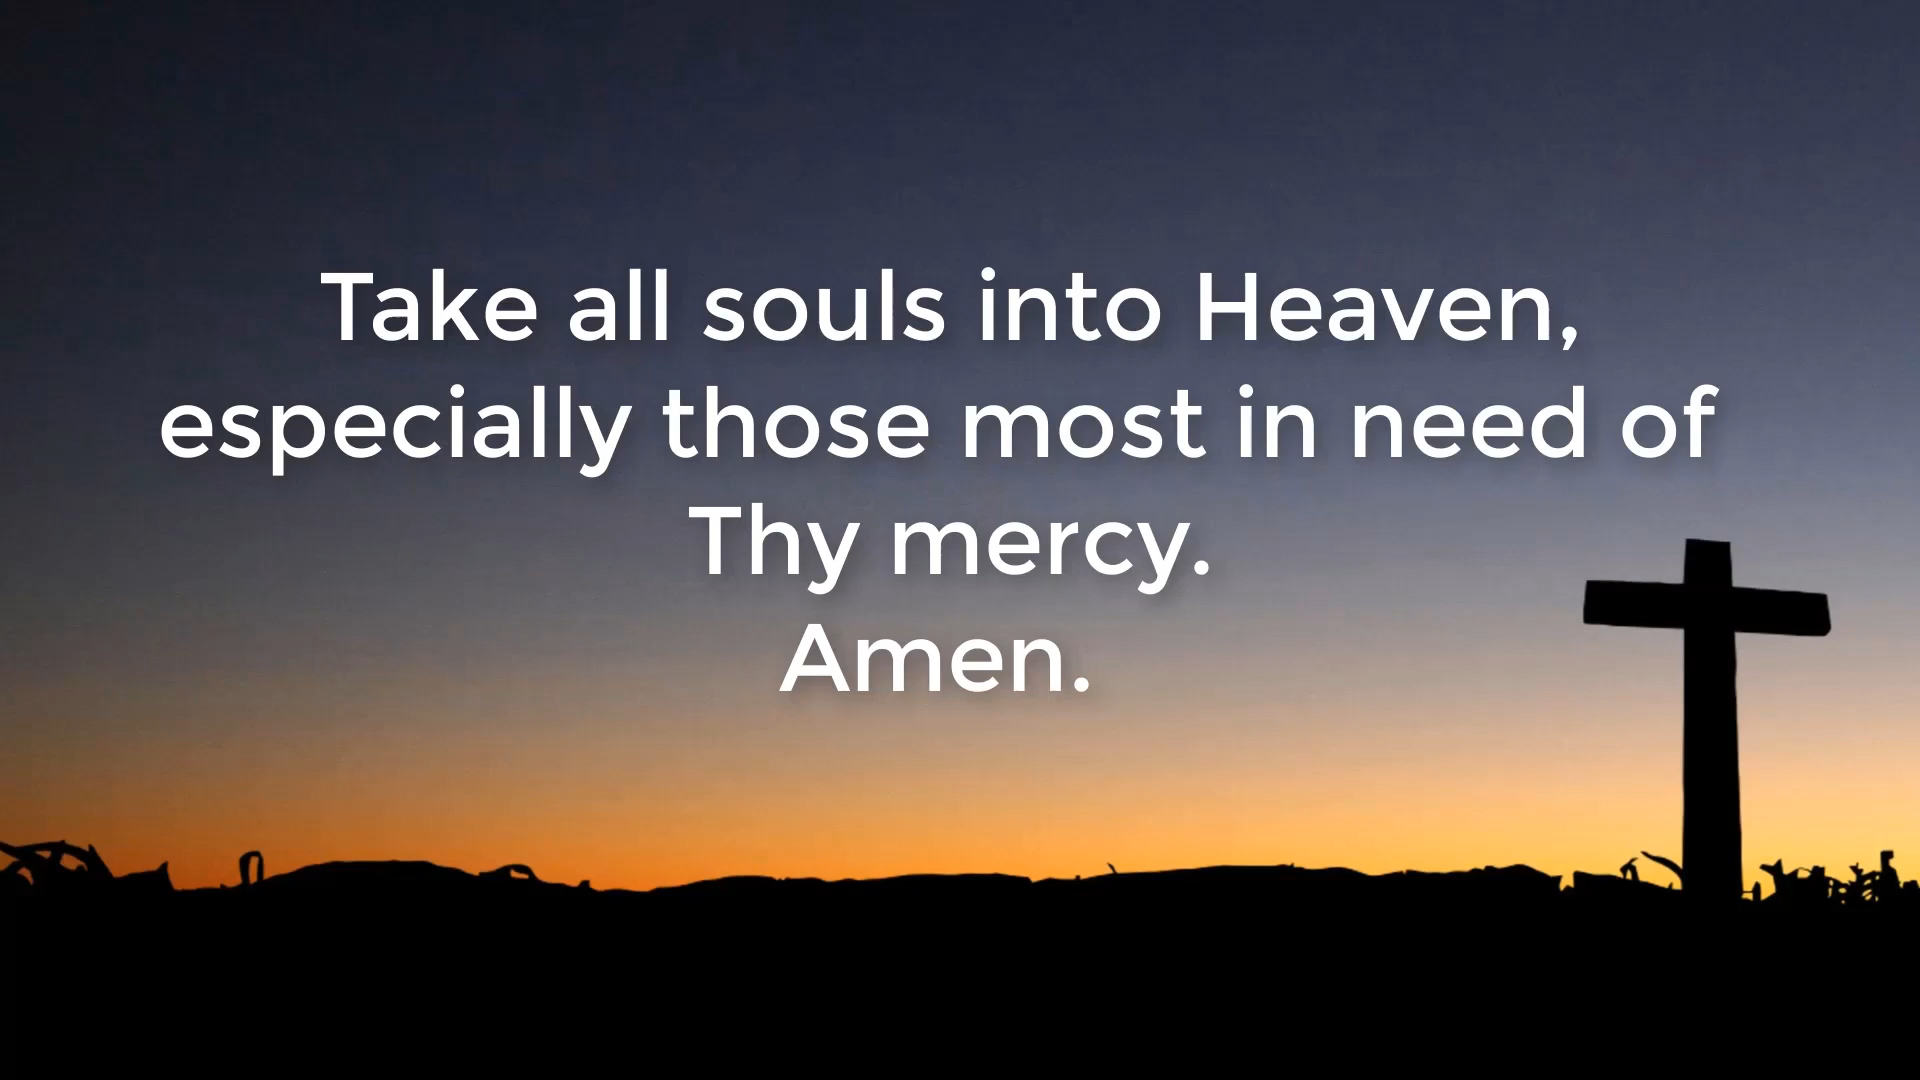 Take all souls into Heaven,
especially those most in need of
Thy mercy.
Amen.